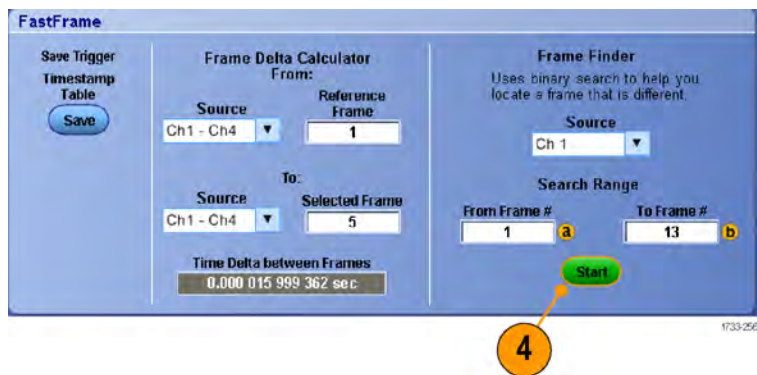 FastFrame
Save Trigger
Timestamp
Table
Save
Frame Delta Calculator
From:
Source
Reference
Frame
Ch1 - Ch4
1
To:
Source
Selected Frame
Ch1 - Ch4
5
Time Delta between Frames
0.000 015 999 362 sec
Frame Finder
Uses binary search to help you
locate a frame that is different.
Source
Ch 1
Search Range
From Frame #
To Frame #
1
a
13
b
Start
4
1733-256